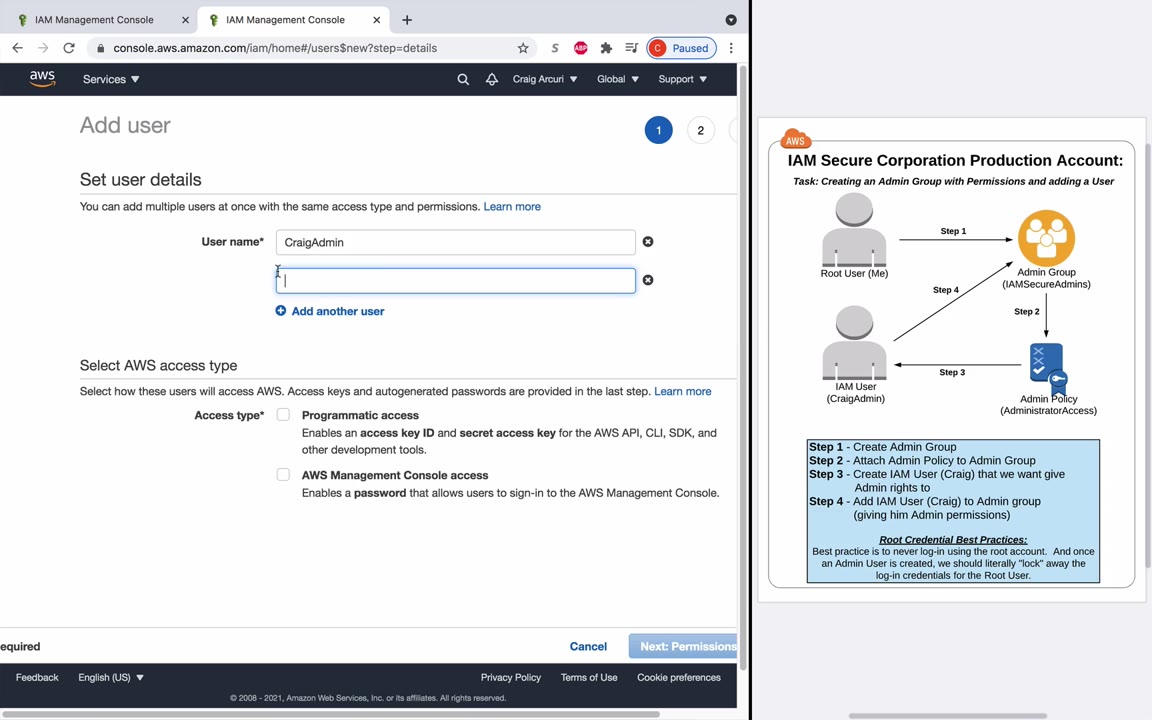 IAM Management Console
IAM Management Console
console.aws.amazon.com/iam/home#/users$new?step=details
S
ABP
C
Paused
aws
Services
Craig Arcuri
Global
Support
Add user
1
2
Set user details
You can add multiple users at once with the same access type and permissions. Learn more
User name*
CraigAdmin
Add another user
Select AWS access type
Select how these users will access AWS. Access keys and autogenerated passwords are provided in the last step. Learn more
Access type*
Programmatic access
Enables an access key ID and secret access key for the AWS API, CLI, SDK, and
other development tools.
AWS Management Console access
Enables a password that allows users to sign-in to the AWS Management Console.
equired
Cancel
Next: Permissions
Feedback
English (US)
Privacy Policy
Terms of Use
Cookie preferences
© 2008 - 2021, Amazon Web Services, Inc. or its affiliates. All rights reserved.
AWS
IAM Secure Corporation Production Account:
Task: Creating an Admin Group with Permissions and adding a User
Step 1
Root User (Me)
Admin Group
(IAMSecureAdmins)
Step 4
Step 2
Step 3
IAM User
(CraigAdmin)
Admin Policy
(AdministratorAccess)
Step 1 - Create Admin Group
Step 2 - Attach Admin Policy to Admin Group
Step 3 - Create IAM User (Craig) that we want give
Admin rights to
Step 4 - Add IAM User (Craig) to Admin group
(giving him Admin permissions)
Root Credential Best Practices:
Best practice is to never log-in using the root account. And once
an Admin User is created, we should literally "lock" away the
log-in credentials for the Root User.